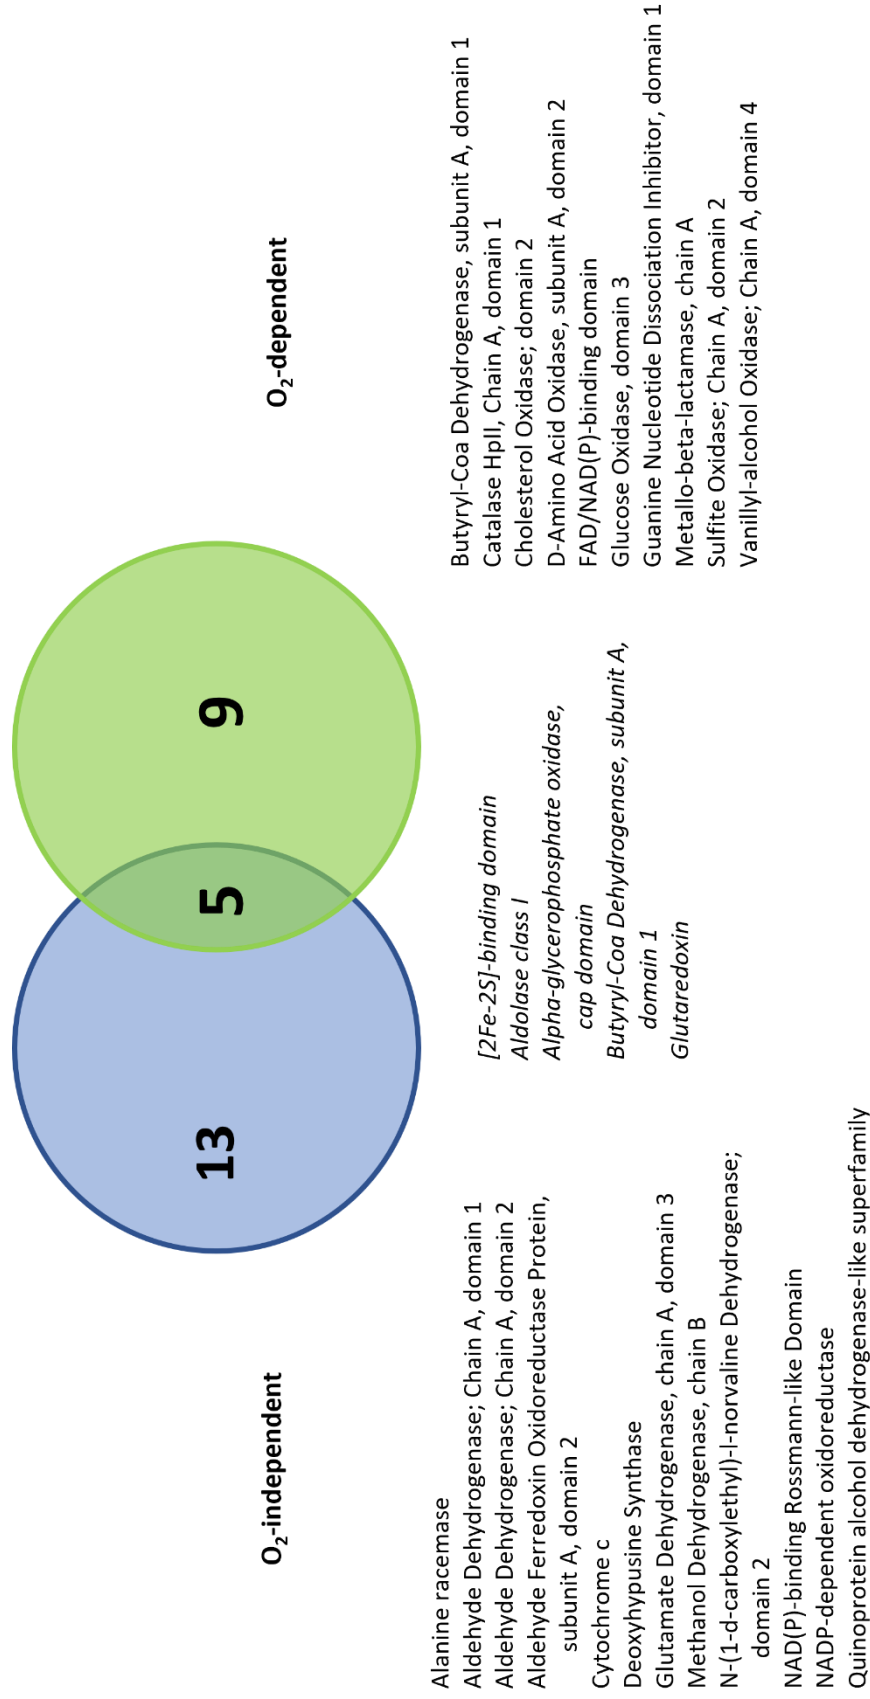 O2-independent
O2-dependent
13
5
9
Alanine racemase
Aldehyde Dehydrogenase; Chain A, domain 1
Aldehyde Dehydrogenase; Chain A, domain 2
Aldehyde Ferredoxin Oxidoreductase Protein,
subunit A, domain 2
Cytochrome c
Deoxyhypusine Synthase
Glutamate Dehydrogenase, chain A, domain 3
Methanol Dehydrogenase, chain B
N-(1-d-carboxylethyl)-l-norvaline Dehydrogenase;
domain 2
NAD(P)-binding Rossmann-like Domain
NADP-dependent oxidoreductase
Quinoprotein alcohol dehydrogenase-like superfamily
[2Fe-2S]-binding domain
Aldolase class I
Alpha-glycerophosphate oxidase,
cap domain
Butyryl-Coa Dehydrogenase, subunit A,
domain 1
Glutaredoxin
Butyryl-Coa Dehydrogenase, subunit A, domain 1
Catalase HpII, Chain A, domain 1
Cholesterol Oxidase; domain 2
D-Amino Acid Oxidase, subunit A, domain 2
FAD/NAD(P)-binding domain
Glucose Oxidase, domain 3
Guanine Nucleotide Dissociation Inhibitor, domain 1
Metallo-beta-lactamase, chain A
Sulfite Oxidase; Chain A, domain 2
Vanillyl-alcohol Oxidase; Chain A, domain 4